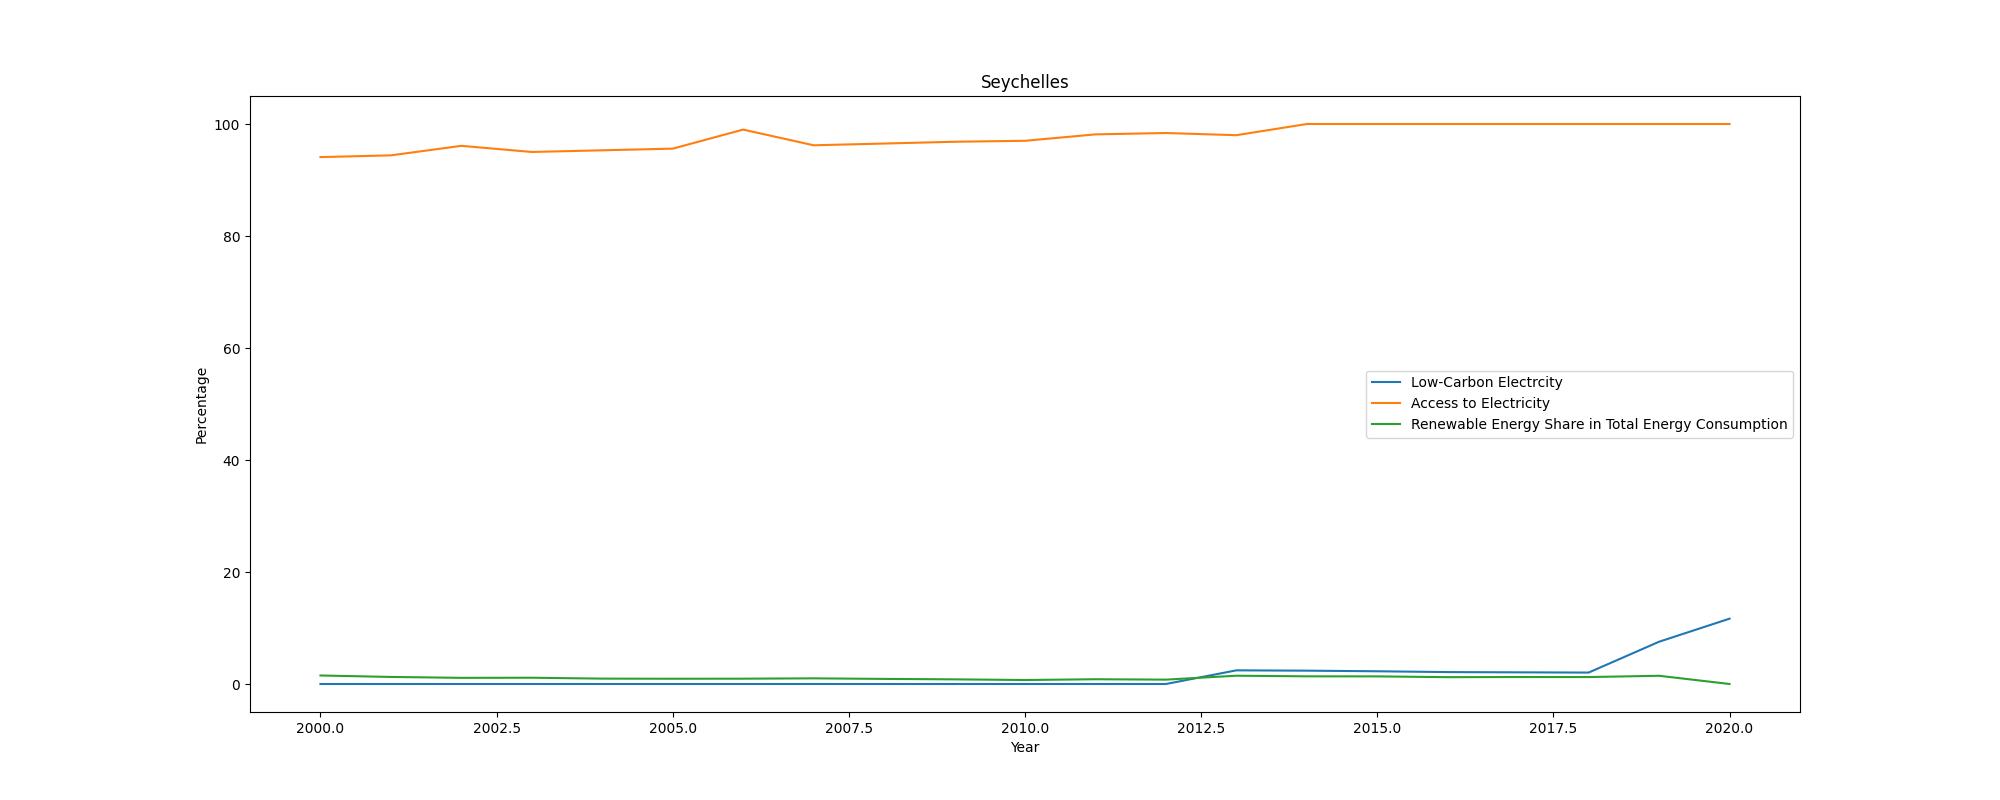 Seychelles
100
80
60
40
20
0
Percentage
Low-Carbon Electrcity
Access to Electricity
Renewable Energy Share in Total Energy Consumption
2000.0 2002.5 2005.0 2007.5 2010.0 2012.5 2015.0 2017.5 2020.0
Year